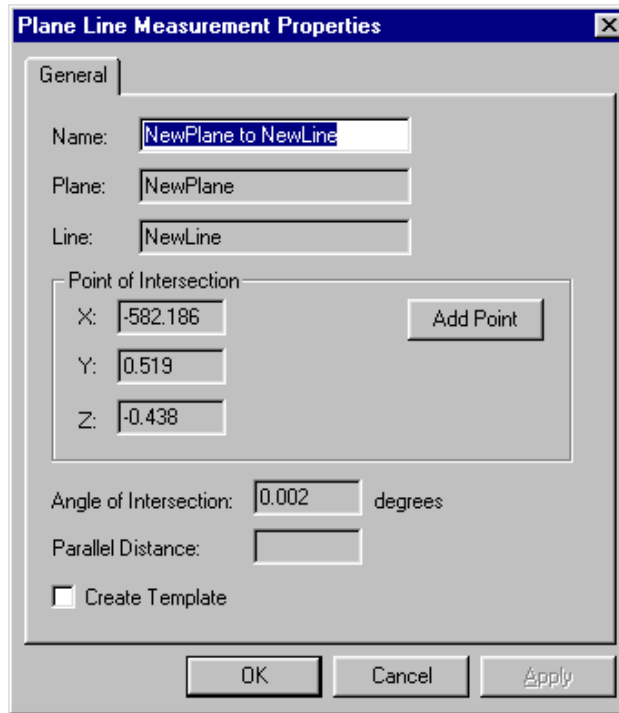 Plane Line Measurement Properties
General
Name: NewPlane to NewLine
Plane: NewPlane
Line: NewLine
Point of Intersection
X: -582.186 Add Point
Y: 0.519
Z: -0.438
Angle of Intersection: 0.002 degrees
Parallel Distance:
Create Template
OK Cancel Apply